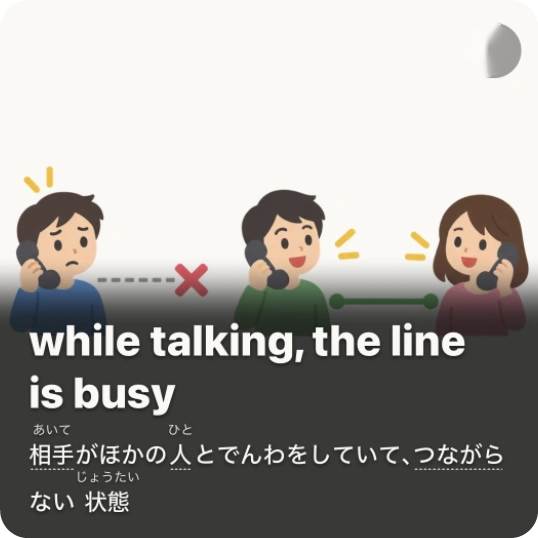 while talking, the line
is busy
あいて ひと
相手がほかの人とでんわをしていて、つながら
じょうたい
ない 状態